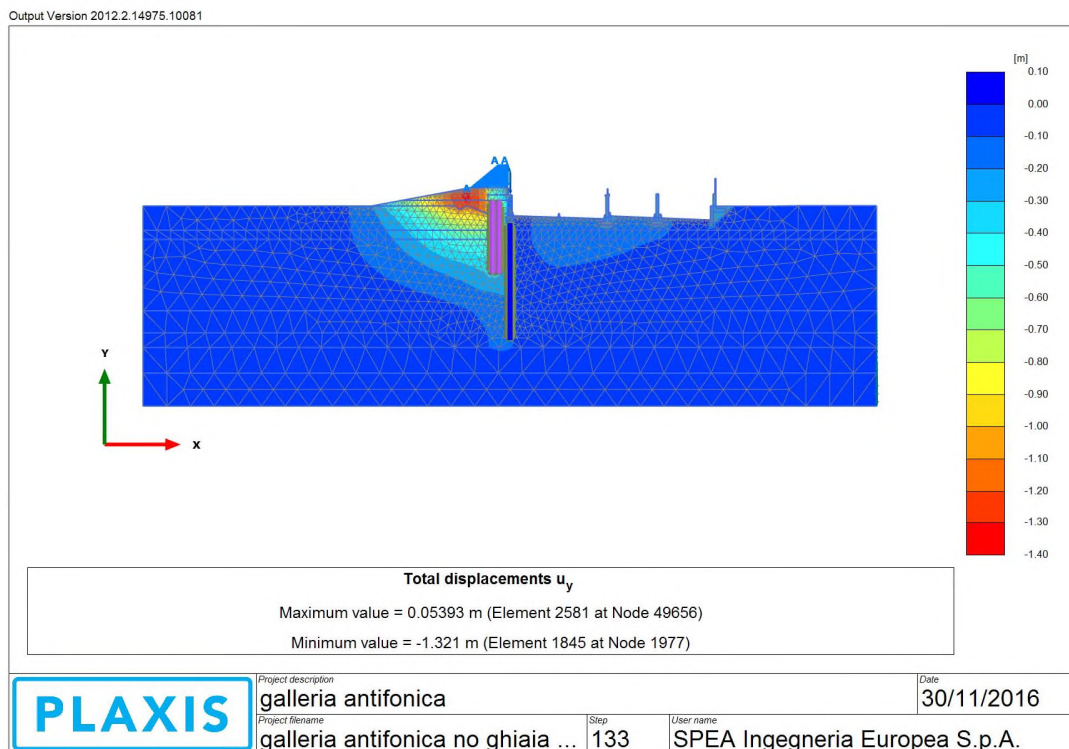 Output Version 2012.2.14975.10081
[m]
0.10
0.00
-0.10
-0.20
-0.30
-0.40
-0.50
-0.60
-0.70
-0.80
-0.90
-1.00
-1.10
-1.20
-1.30
-1.40
A A
A
Y
X
Total displacements uy
Maximum value = 0.05393 m (Element 2581 at Node 49656)
Minimum value = -1.321 m (Element 1845 at Node 1977)
PLAXIS
Project description
galleria antifonica
Date
30/11/2016
Project filename
galleria antifonica no ghiaia ...
Step
133
User name
SPEA Ingegneria Europea S.p.A.